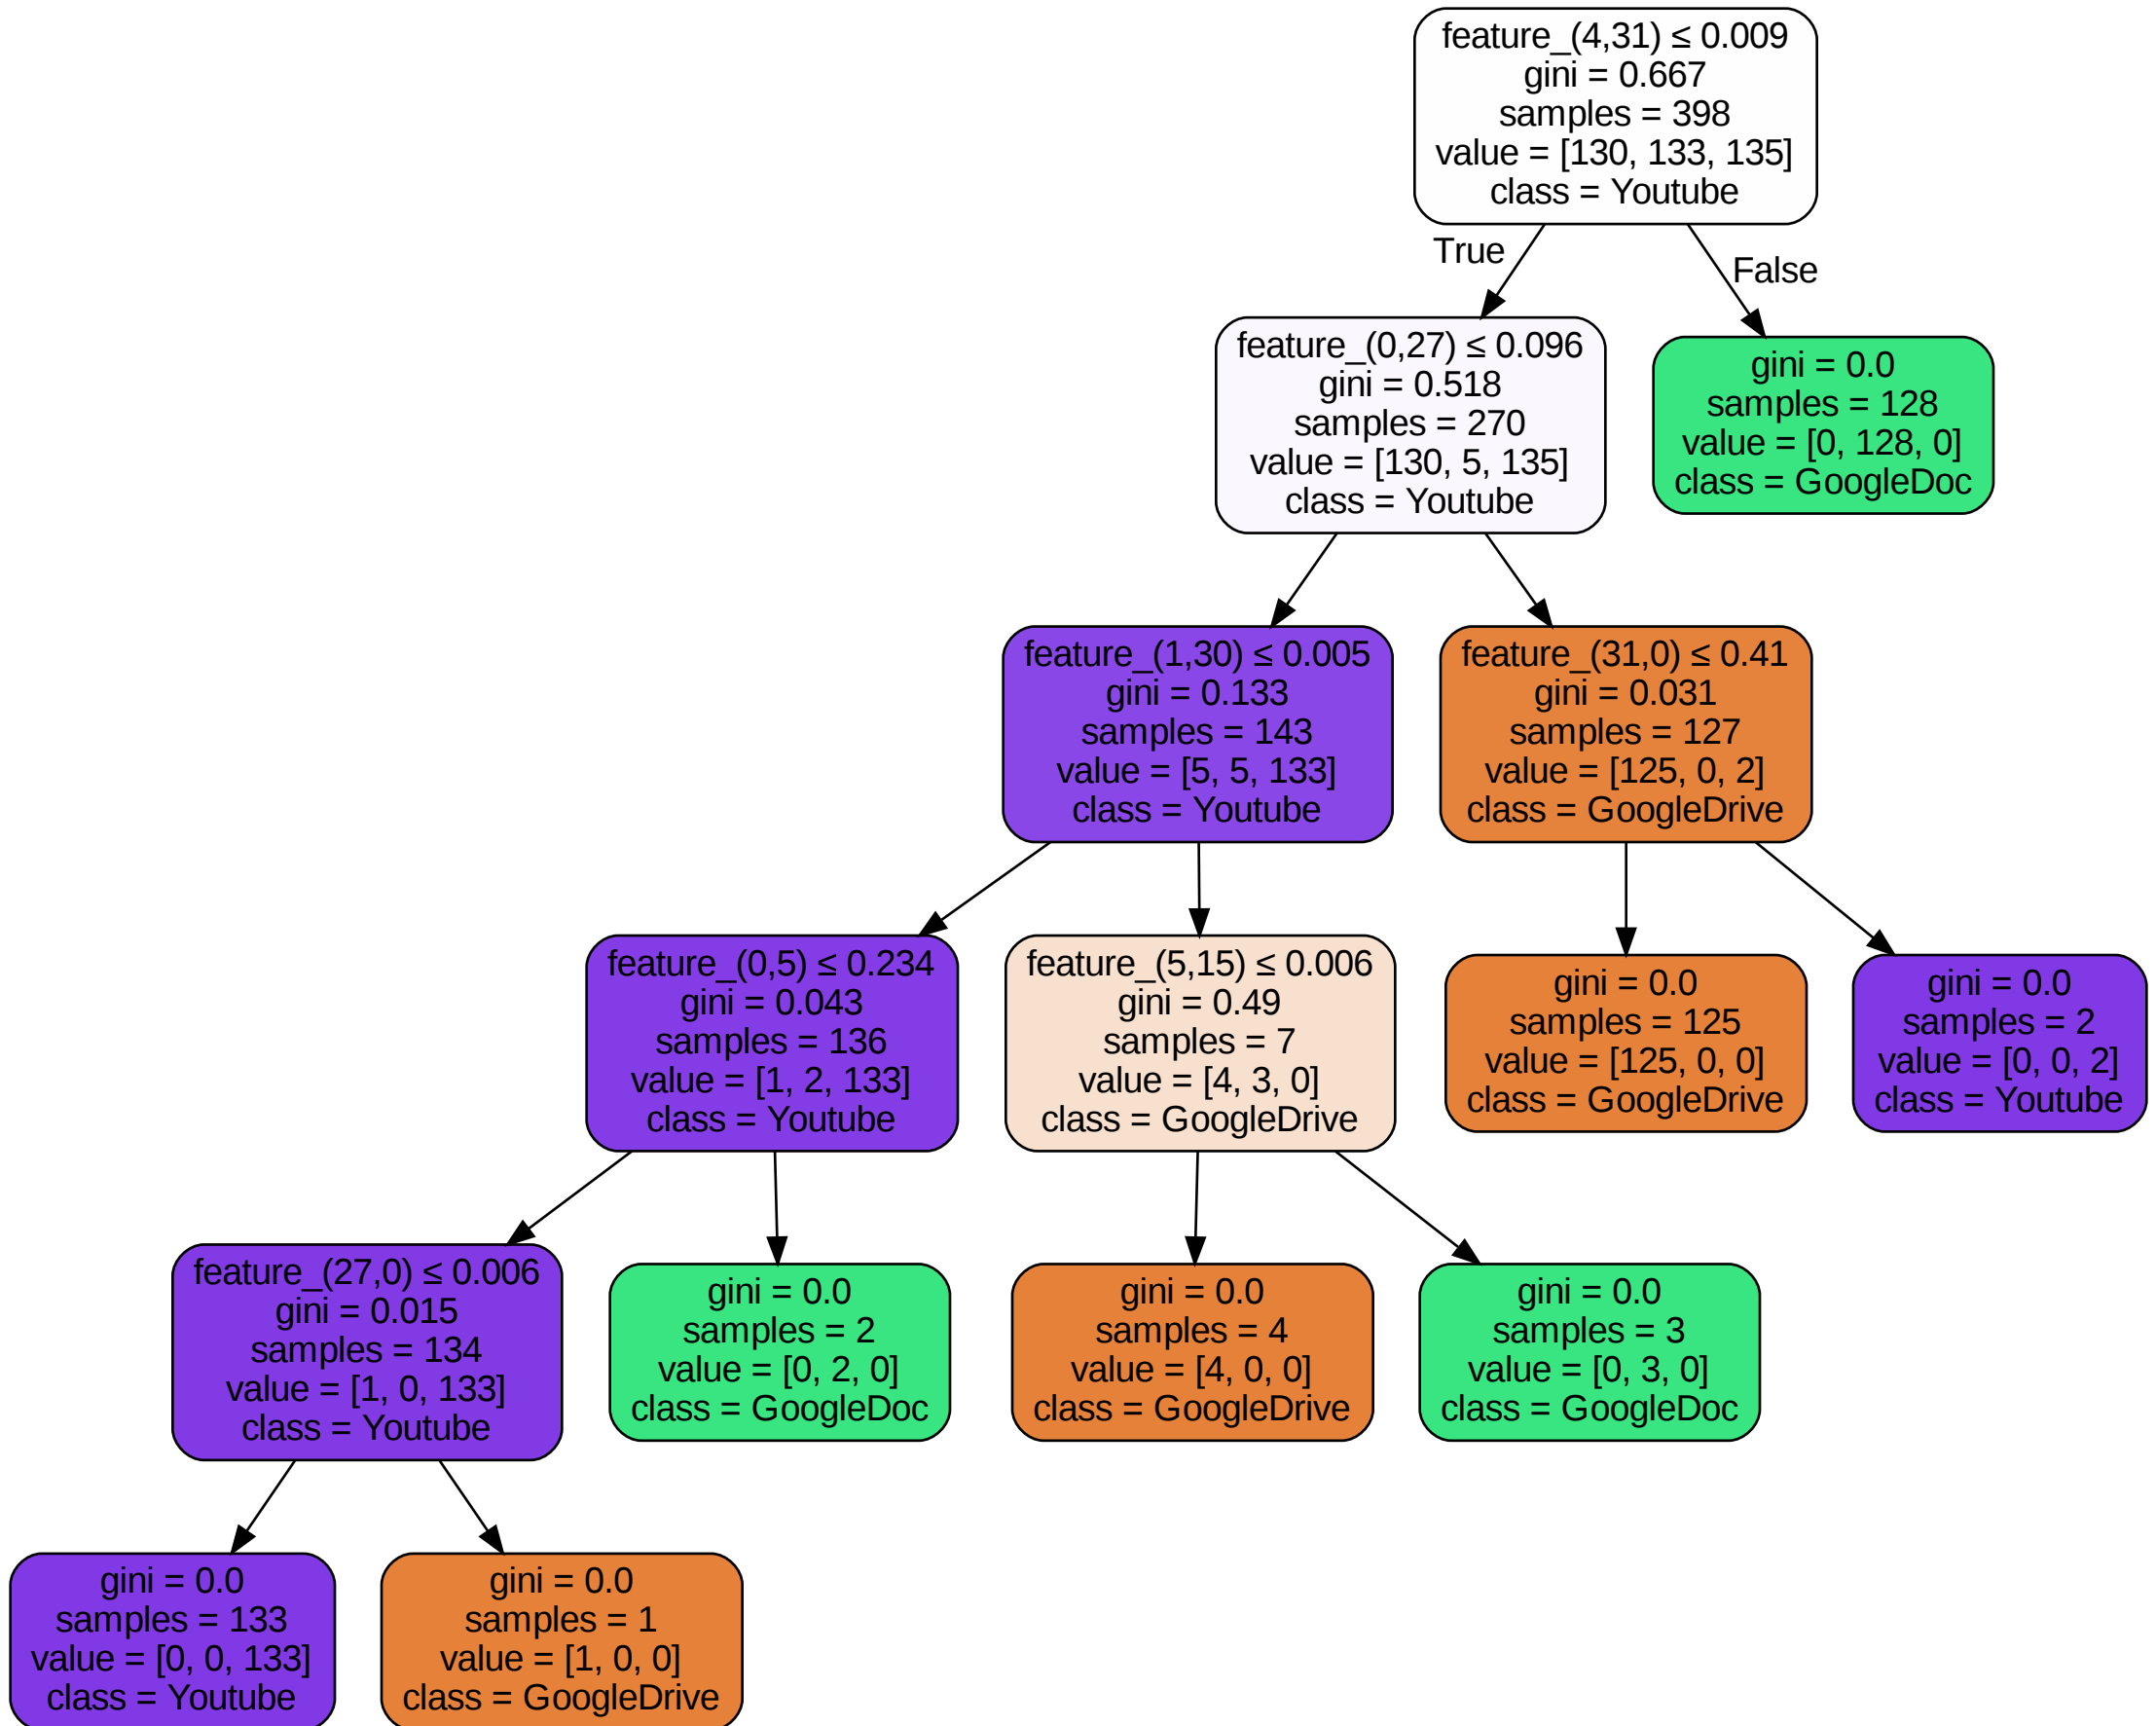 feature_(4,31) ≤ 0.009
gini = 0.667
samples = 398
value = [130, 133, 135]
class = Youtube
True
False
feature_(0,27) ≤ 0.096
gini = 0.518
samples = 270
value = [130, 5, 135]
class = Youtube
gini = 0.0
samples = 128
value = [0, 128, 0]
class = GoogleDoc
feature_(1,30) ≤ 0.005
gini = 0.133
samples = 143
value = [5, 5, 133]
class = Youtube
feature_(31,0) ≤ 0.41
gini = 0.031
samples = 127
value = [125, 0, 2]
class = GoogleDrive
feature_(0,5) ≤ 0.234
gini = 0.043
samples = 136
value = [1, 2, 133]
class = Youtube
feature_(5,15) ≤ 0.006
gini = 0.49
samples = 7
value = [4, 3, 0]
class = GoogleDrive
gini = 0.0
samples = 125
value = [125, 0, 0]
class = GoogleDrive
gini = 0.0
samples = 2
value = [0, 0, 2]
class = Youtube
feature_(27,0) ≤ 0.006
gini = 0.015
samples = 134
value = [1, 0, 133]
class = Youtube
gini = 0.0
samples = 2
value = [0, 2, 0]
class = GoogleDoc
gini = 0.0
samples = 4
value = [4, 0, 0]
class = GoogleDrive
gini = 0.0
samples = 3
value = [0, 3, 0]
class = GoogleDoc
gini = 0.0
samples = 133
value = [0, 0, 133]
class = Youtube
gini = 0.0
samples = 1
value = [1, 0, 0]
class = GoogleDrive